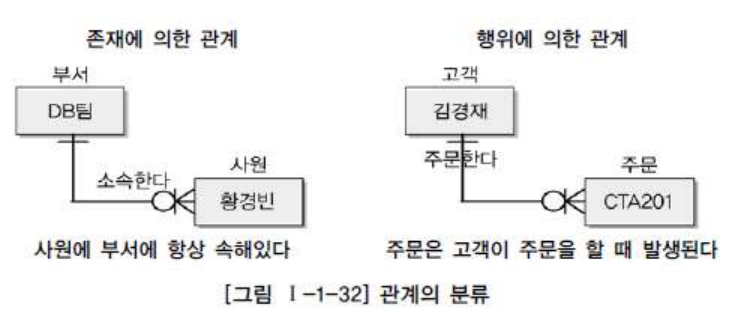 존재에 의한 관계
행위에 의한 관계
부서
DB팀
소속한다
사원
황경빈
고객
김경재
주문한다
주문
CTA201
사원에 부서에 항상 속해있다
주문은 고객이 주문을 할 때 발생된다
[그림 Ⅰ-1-32] 관계의 분류